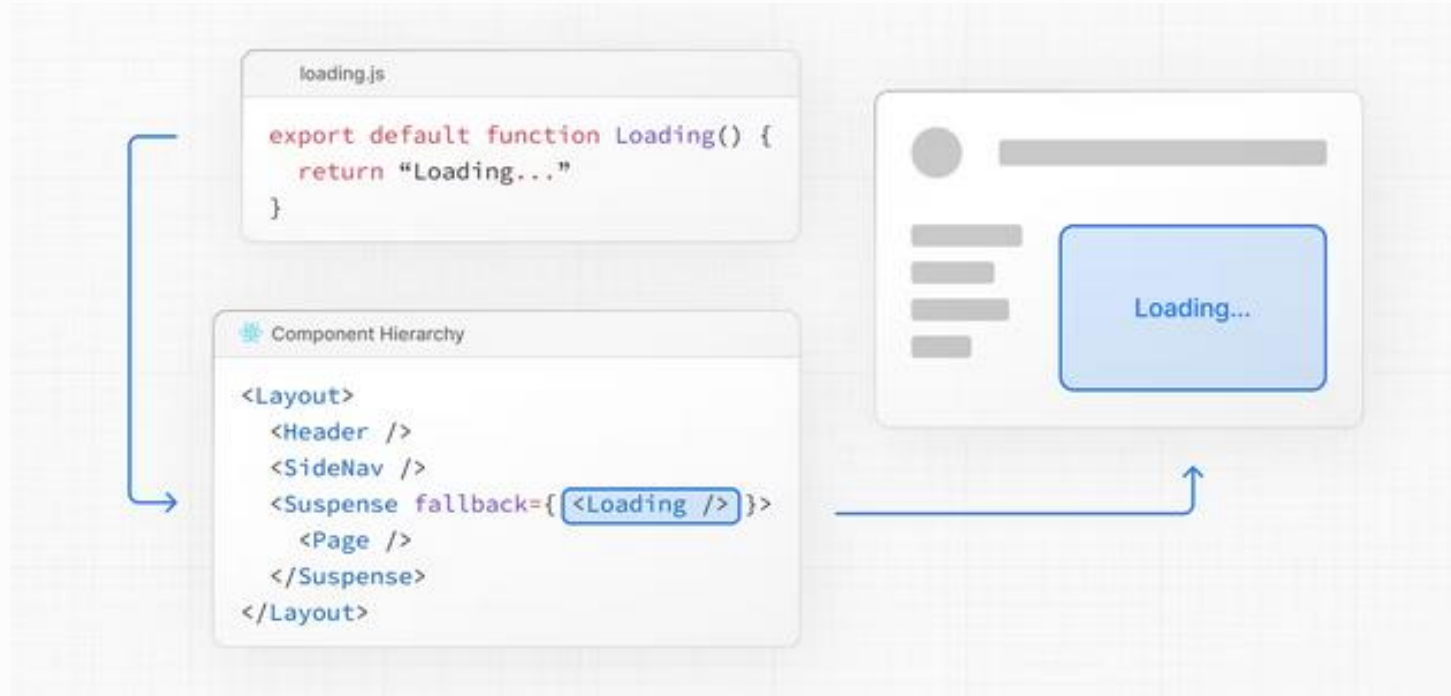 loading.js
export default function Loading() {
return “Loading...”
}
Component Hierarchy
<Layout>
<Header />
<SideNav />
<Suspense fallback={<Loading />}>
<Page />
</Suspense>
</Layout>
Loading...